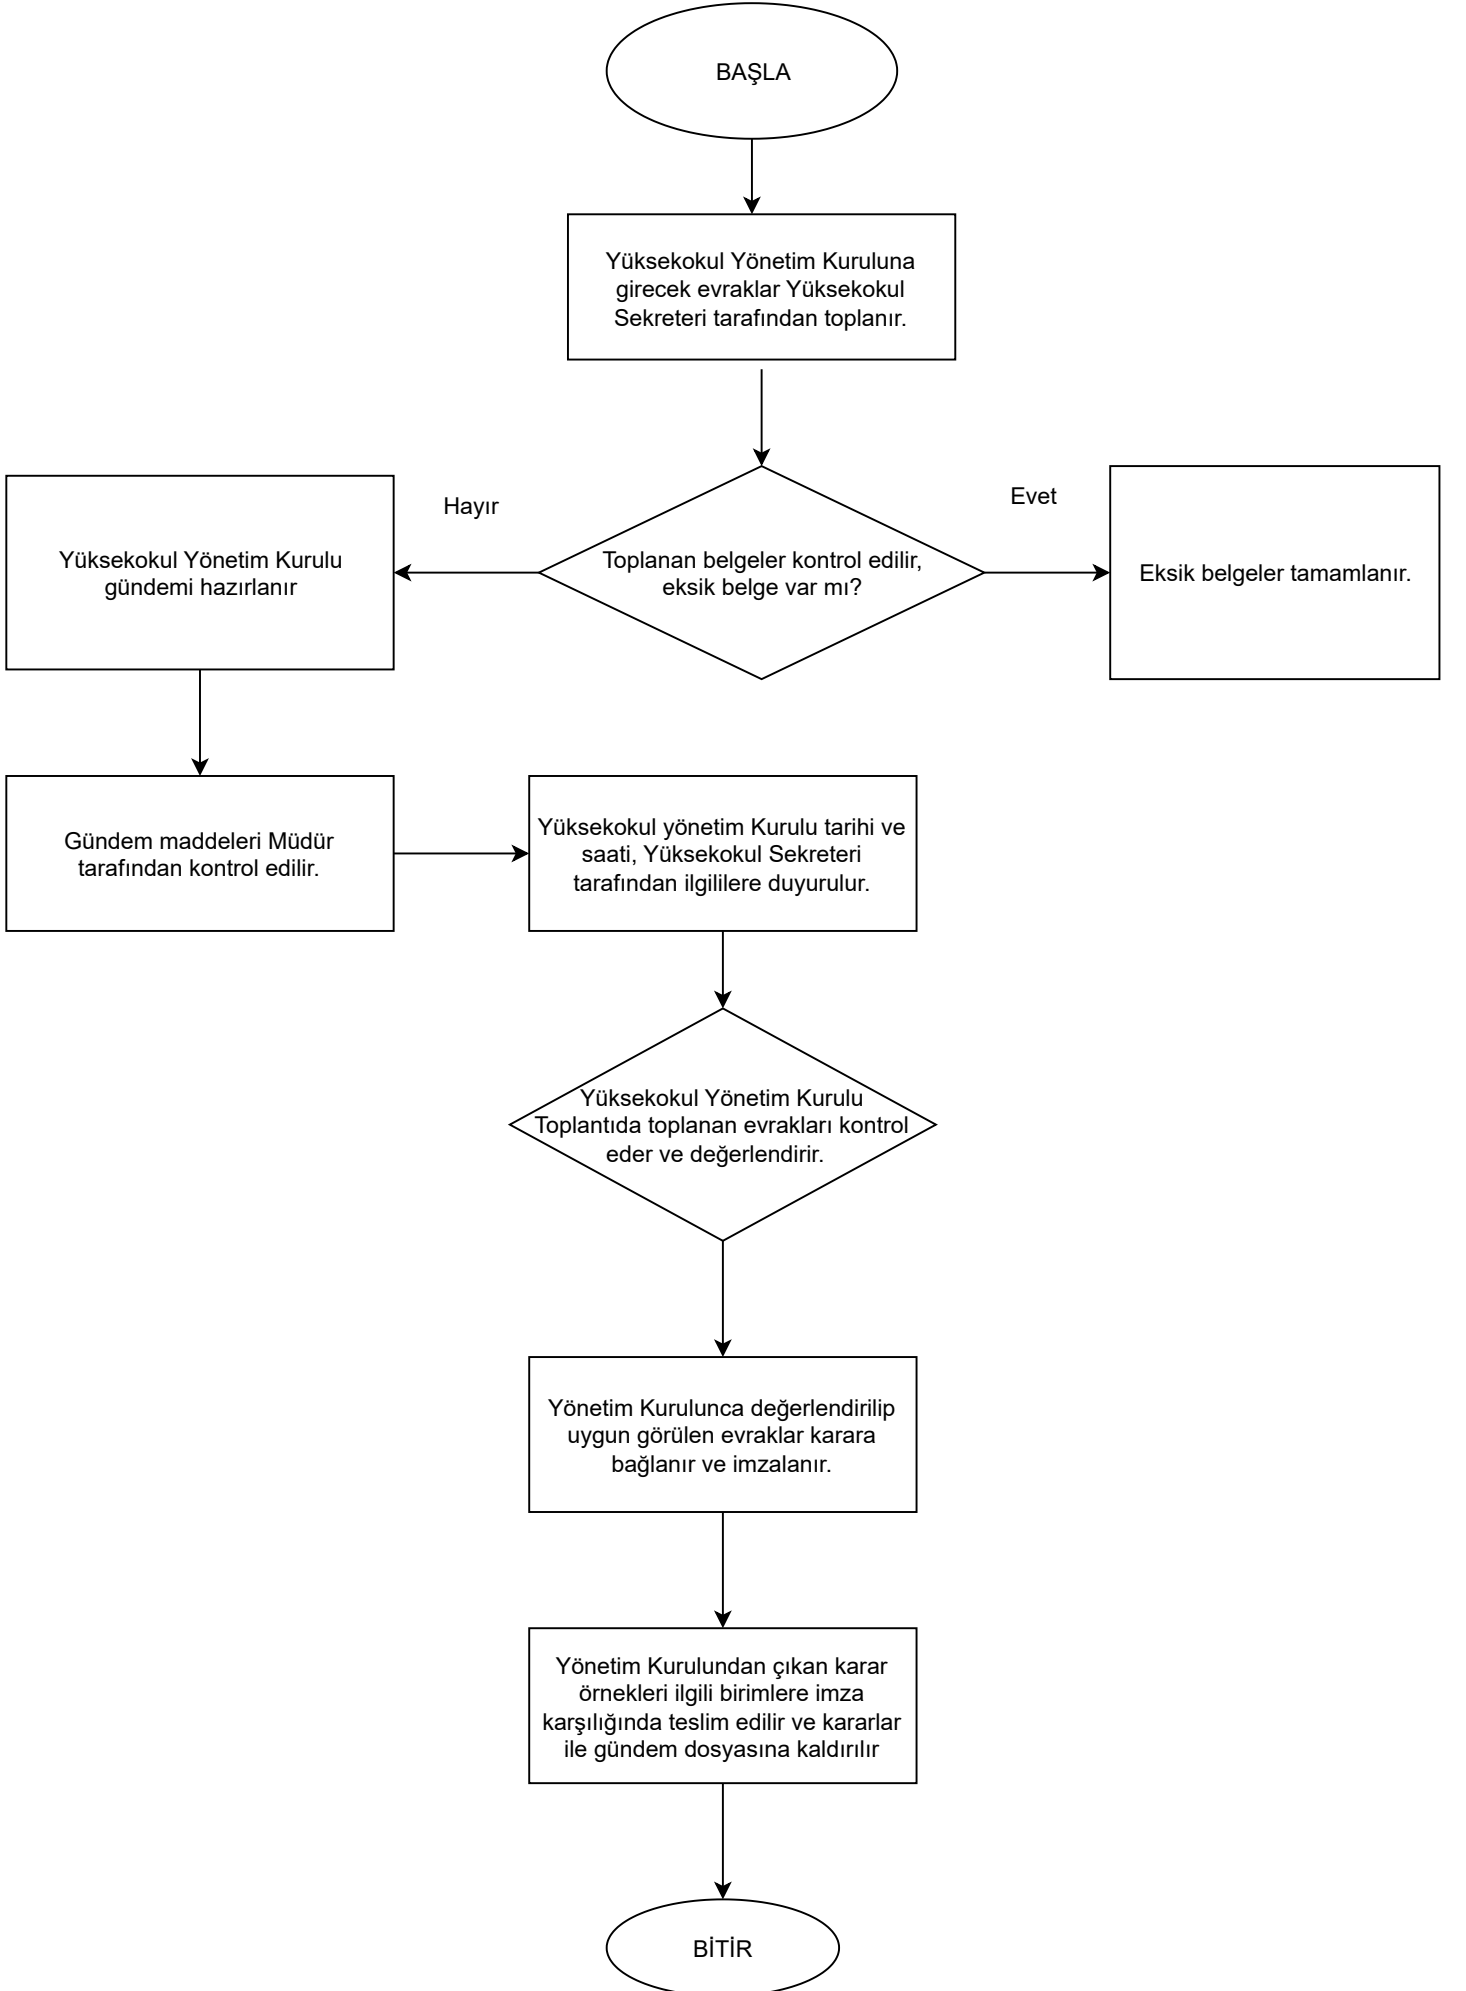 BAŞLA
Yüksekokul Yönetim Kuruluna
girecek evraklar Yüksekokul
Sekreteri tarafından toplanır.
Hayır
Evet
Yüksekokul Yönetim Kurulu
gündemi hazırlanır
Toplanan belgeler kontrol edilir,
eksik belge var mı?
Eksik belgeler tamamlanır.
Gündem maddeleri Müdür
tarafından kontrol edilir.
Yüksekokul yönetim Kurulu tarihi ve
saati, Yüksekokul Sekreteri
tarafından ilgililere duyurulur.
Yüksekokul Yönetim Kurulu
Toplantıda toplanan evrakları kontrol
eder ve değerlendirir.
Yönetim Kurulunca değerlendirilip
uygun görülen evraklar karara
bağlanır ve imzalanır.
Yönetim Kurulundan çıkan karar
örnekleri ilgili birimlere imza
karşılığında teslim edilir ve kararlar
ile gündem dosyasına kaldırılır
BİTİR